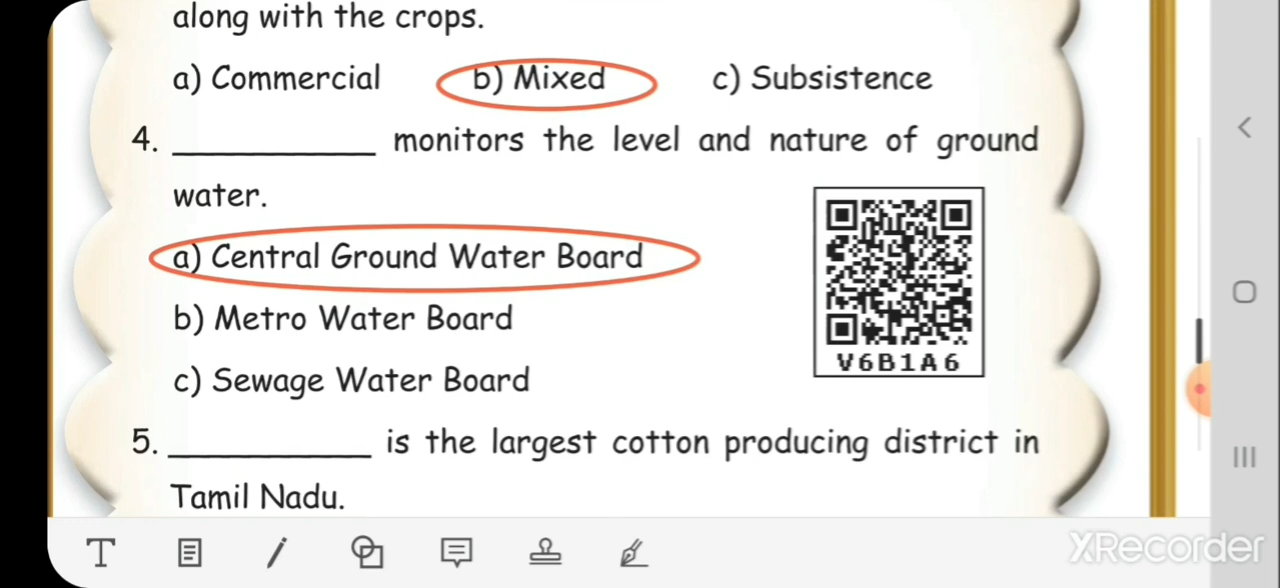 along with the crops.
a) Commercial b) Mixed c) Subsistence
4. __________ monitors the level and nature of ground
water.
a) Central Ground Water Board
b) Metro Water Board
c) Sewage Water Board
V6B1A6
5. __________ is the largest cotton producing district in
Tamil Nadu.
T
XRecorder